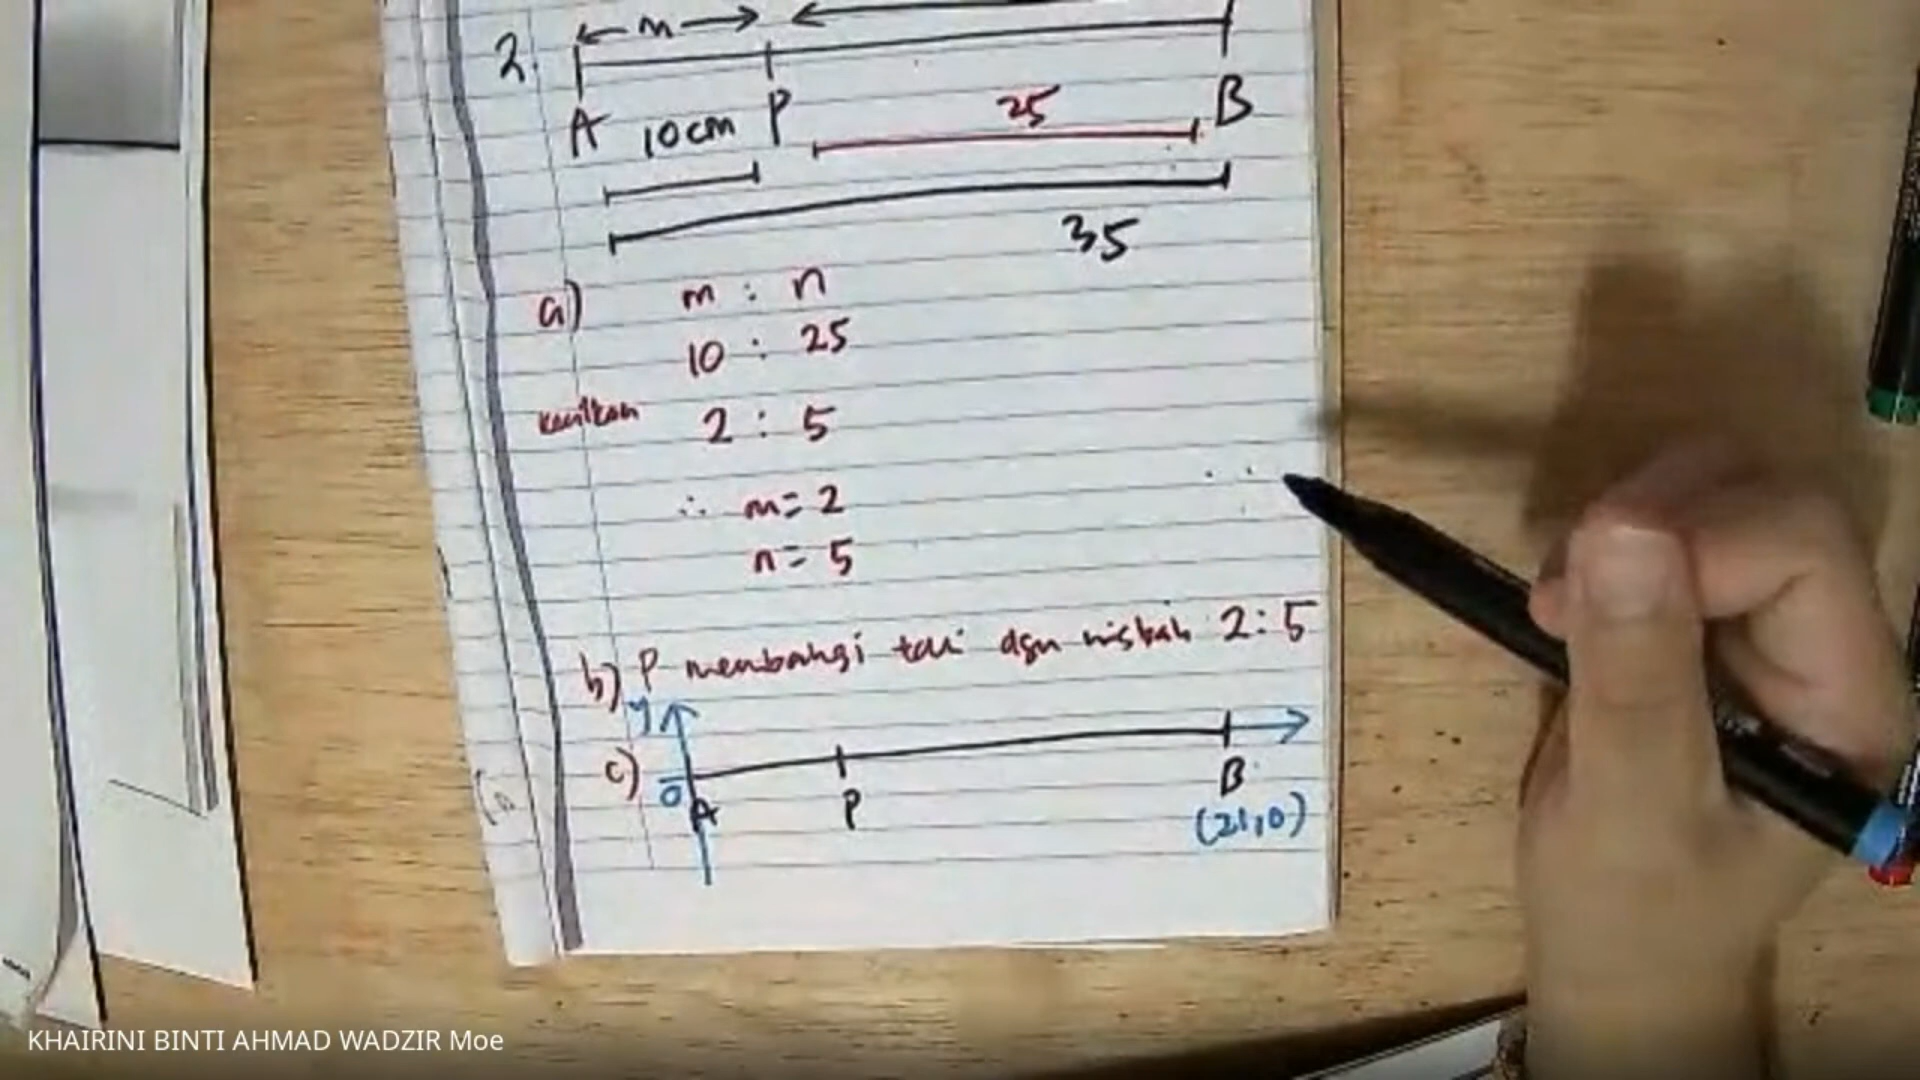 2.
m
A 10cm P 25 B
35
a) m : n
10 : 25
kecilkan 2 : 5
∴ m = 2
n = 5
b) P membahagi tali dgn nisbah 2:5
y
c)
0 A P B
(21,0)
KHAIRINI BINTI AHMAD WADZIR Moe